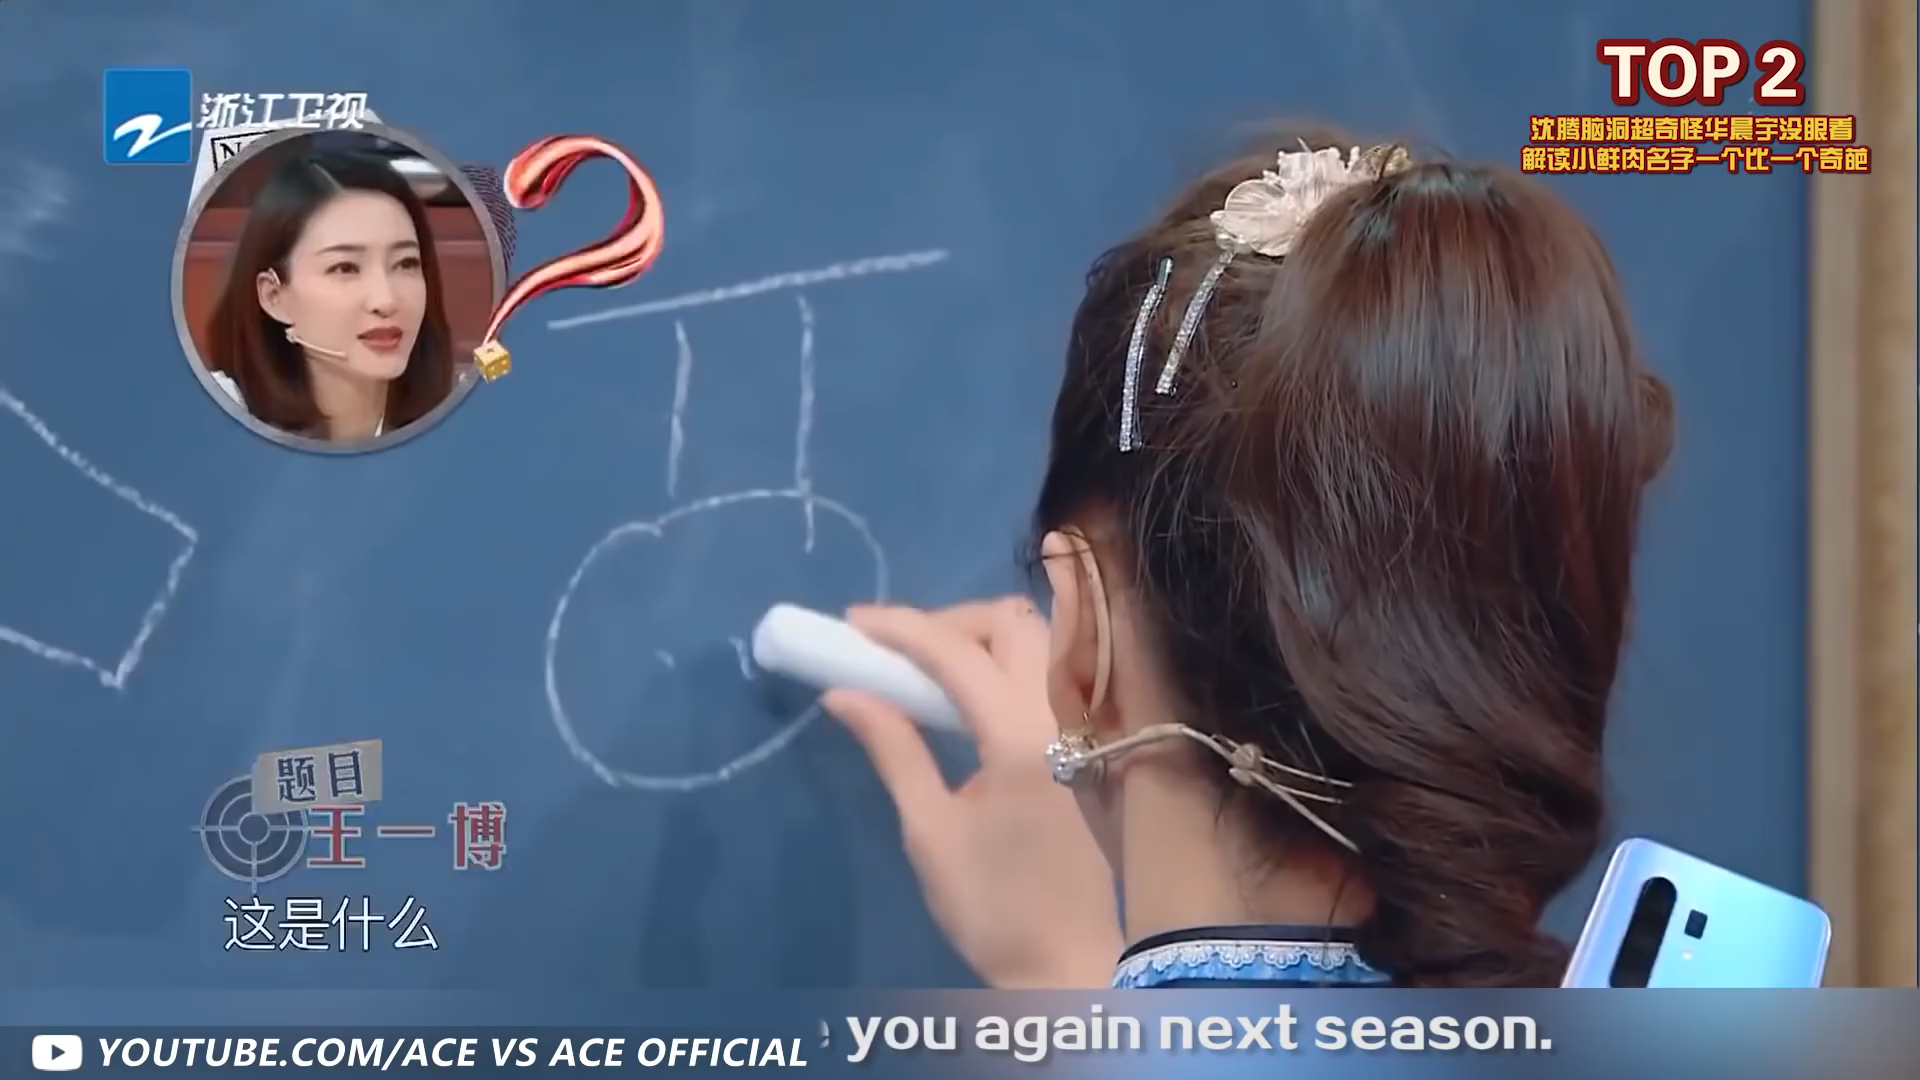 浙江卫视
TOP 2
沈腾脑洞超奇怪华晨宇没眼看
解读小鲜肉名字一个比一个奇葩
题目
王一博
这是什么
you again next season.
YOUTUBE.COM/ACE VS ACE OFFICIAL